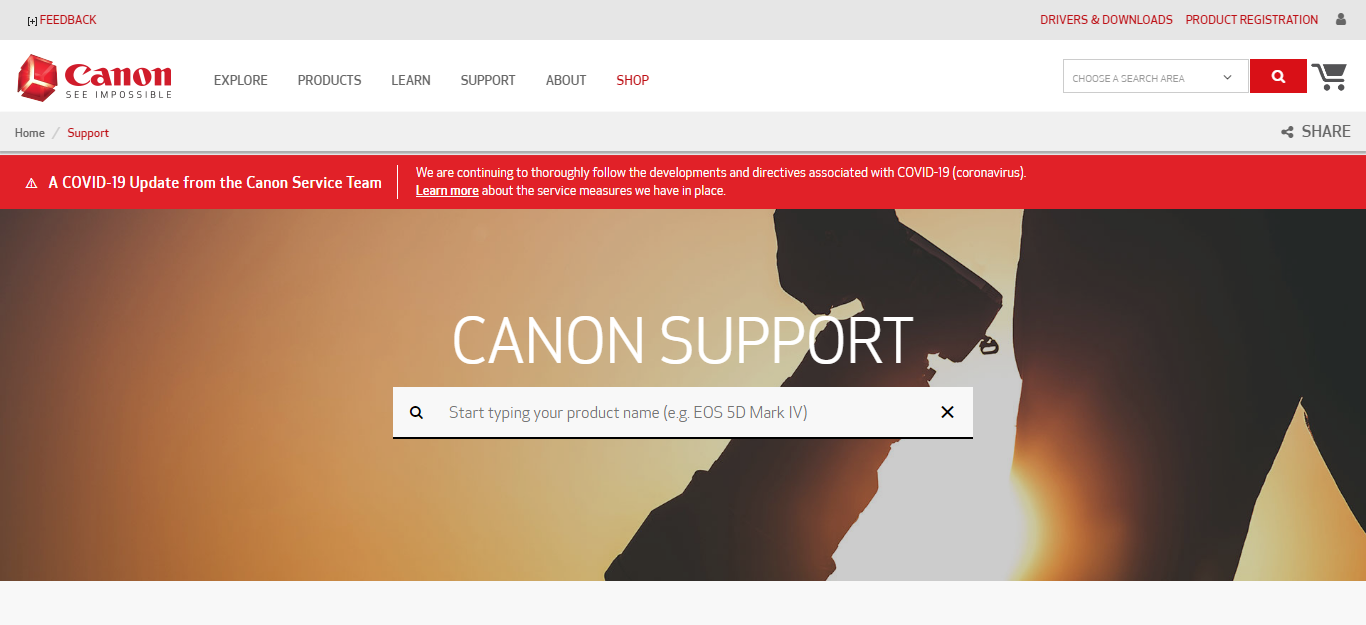 [+] FEEDBACK
DRIVERS & DOWNLOADS PRODUCT REGISTRATION
Canon
SEE IMPOSSIBLE
EXPLORE PRODUCTS LEARN SUPPORT ABOUT SHOP
CHOOSE A SEARCH AREA
Home / Support
SHARE
A COVID-19 Update from the Canon Service Team
We are continuing to thoroughly follow the developments and directives associated with COVID-19 (coronavirus).
Learn more about the service measures we have in place.
CANON SUPPORT
Start typing your product name (e.g. EOS 5D Mark IV)